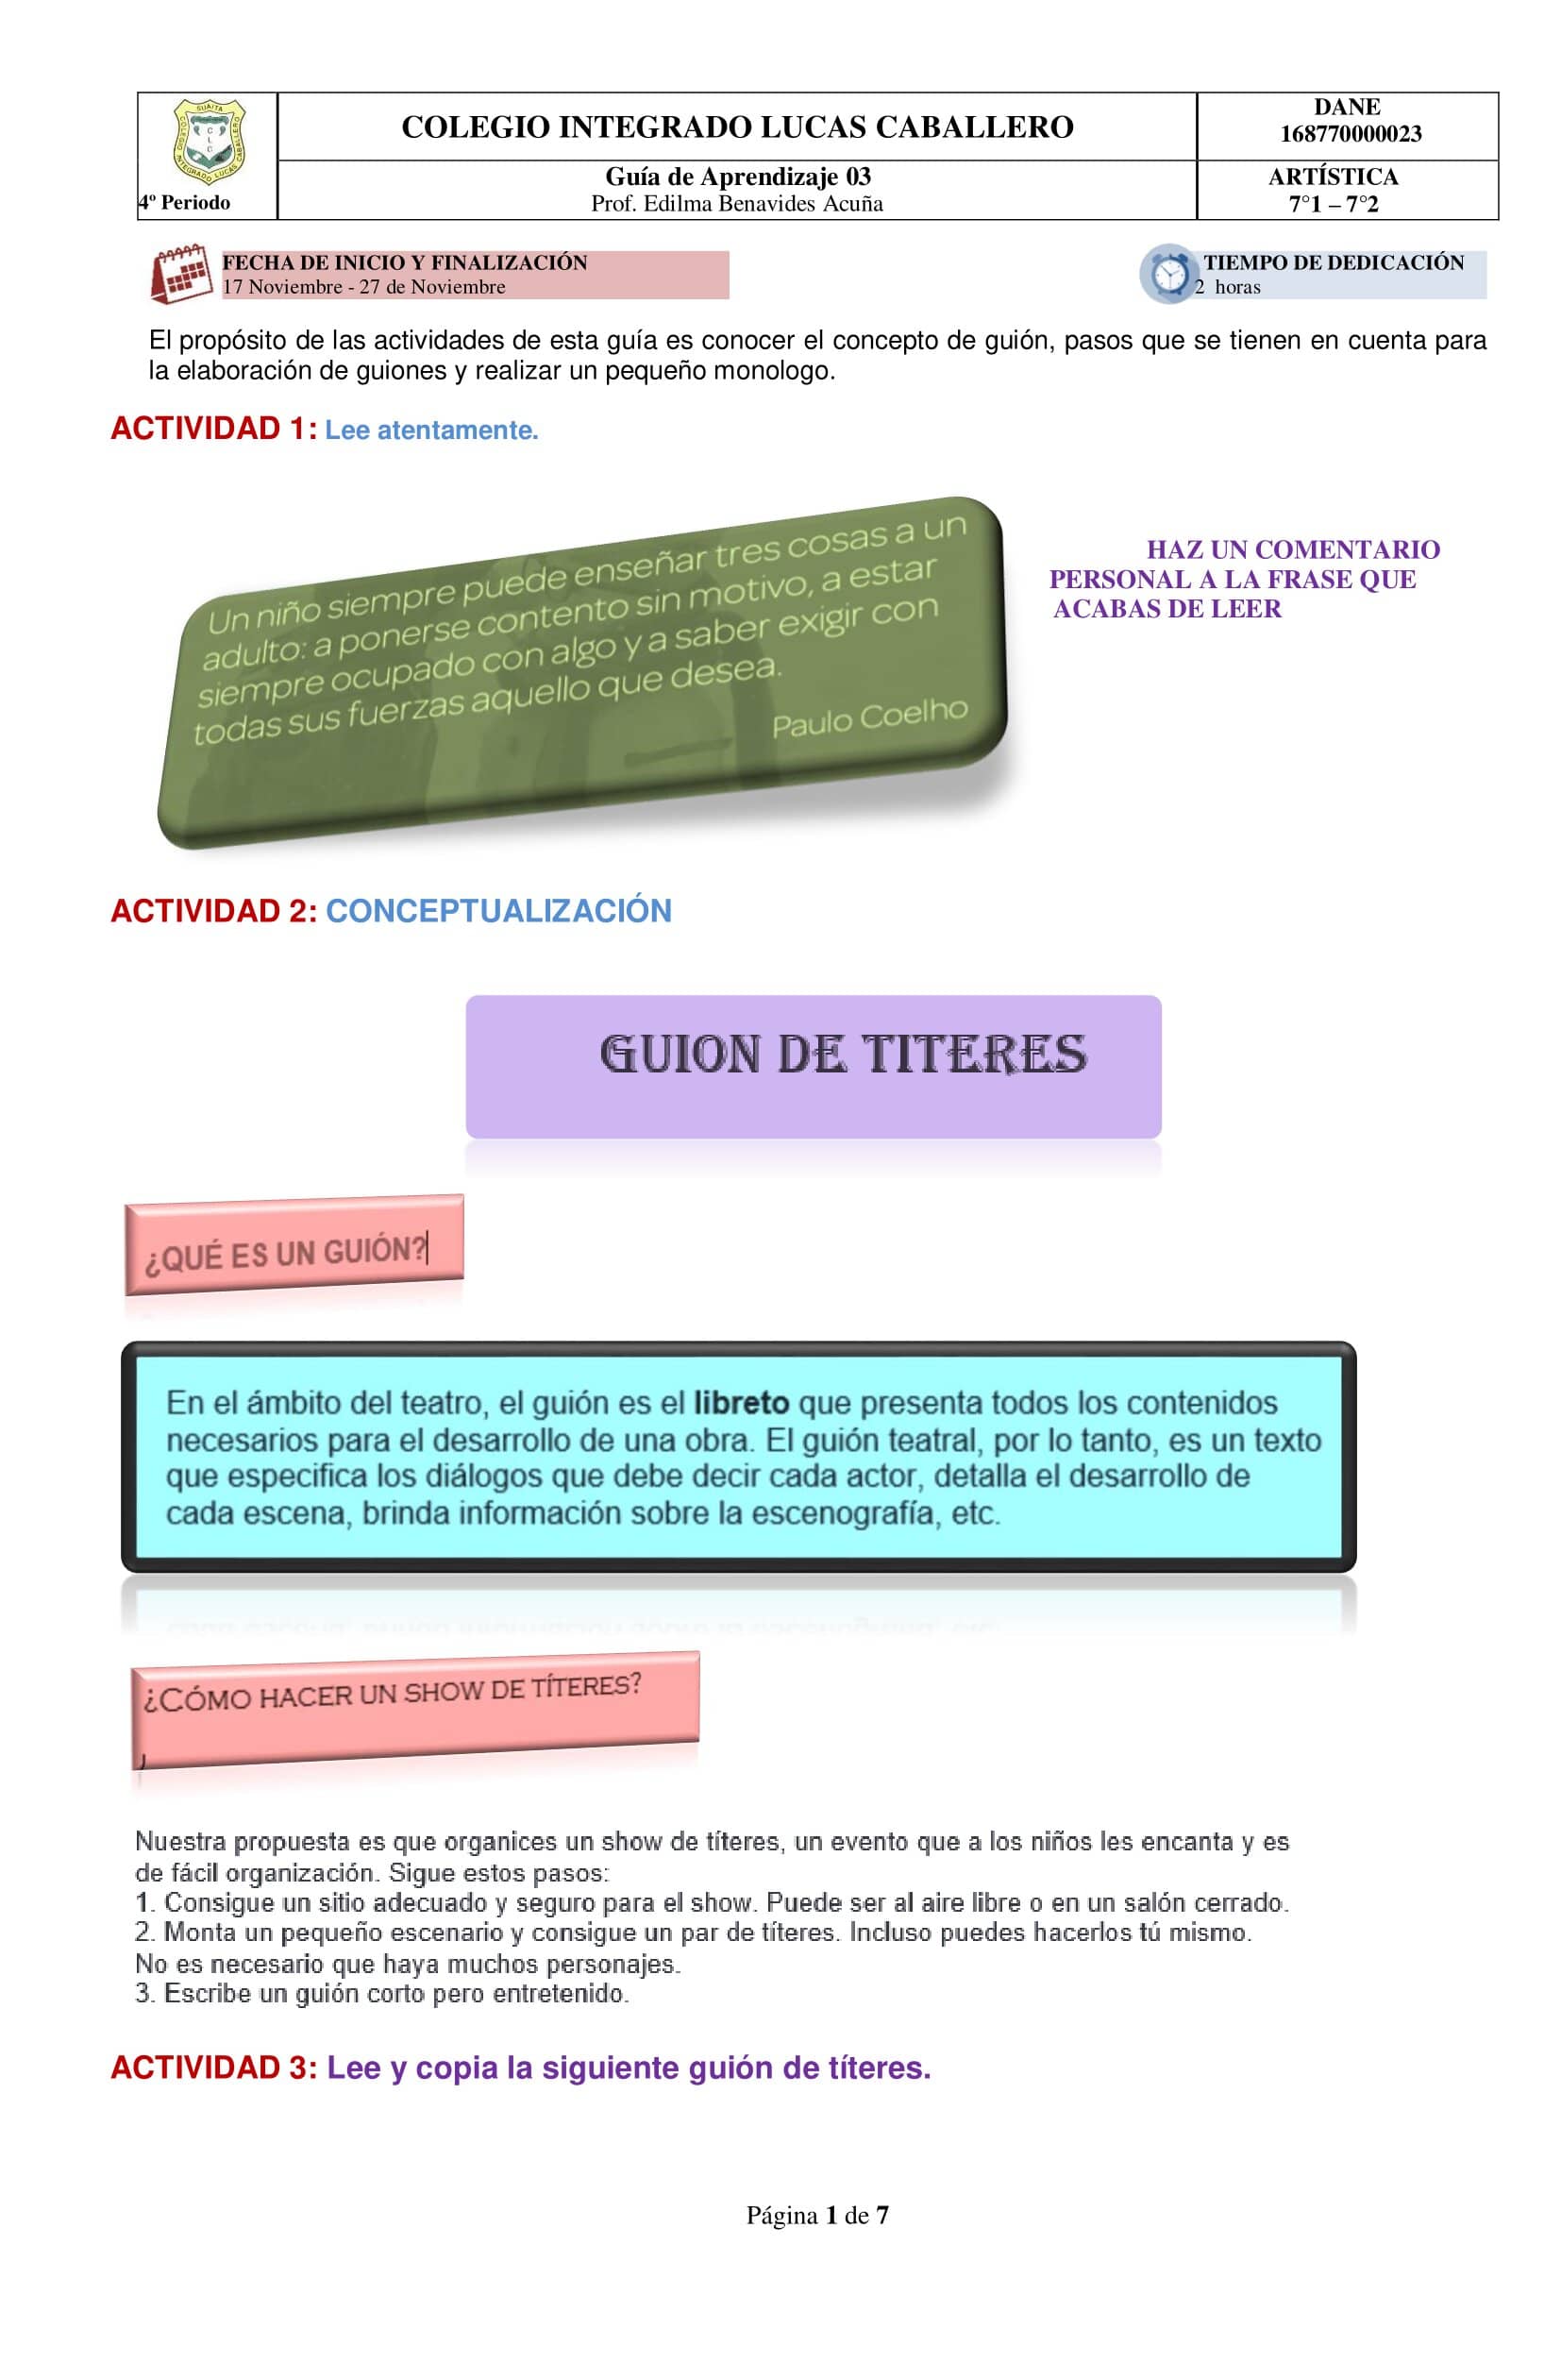 SUAITA
COLEGIO INTEGRADO LUCAS CABALLERO
C
L
C
4º Periodo
COLEGIO INTEGRADO LUCAS CABALLERO
DANE
168770000023
Guía de Aprendizaje 03
Prof. Edilma Benavides Acuña
ARTÍSTICA
7°1 – 7°2
FECHA DE INICIO Y FINALIZACIÓN
17 Noviembre - 27 de Noviembre
TIEMPO DE DEDICACIÓN
2 horas
El propósito de las actividades de esta guía es conocer el concepto de guión, pasos que se tienen en cuenta para
la elaboración de guiones y realizar un pequeño monologo.
ACTIVIDAD 1: Lee atentamente.
Un niño siempre puede enseñar tres cosas a un
adulto: a ponerse contento sin motivo, a estar
siempre ocupado con algo y a saber exigir con
todas sus fuerzas aquello que desea.
Paulo Coelho
HAZ UN COMENTARIO
PERSONAL A LA FRASE QUE
ACABAS DE LEER
ACTIVIDAD 2: CONCEPTUALIZACIÓN
GUION DE TITERES
¿QUÉ ES UN GUIÓN?
En el ámbito del teatro, el guión es el libreto que presenta todos los contenidos
necesarios para el desarrollo de una obra. El guión teatral, por lo tanto, es un texto
que especifica los diálogos que debe decir cada actor, detalla el desarrollo de
cada escena, brinda información sobre la escenografía, etc.
¿CÓMO HACER UN SHOW DE TÍTERES?
Nuestra propuesta es que organices un show de títeres, un evento que a los niños les encanta y es
de fácil organización. Sigue estos pasos:
1. Consigue un sitio adecuado y seguro para el show. Puede ser al aire libre o en un salón cerrado.
2. Monta un pequeño escenario y consigue un par de títeres. Incluso puedes hacerlos tú mismo.
No es necesario que haya muchos personajes.
3. Escribe un guión corto pero entretenido.
ACTIVIDAD 3: Lee y copia la siguiente guión de títeres.
Página 1 de 7